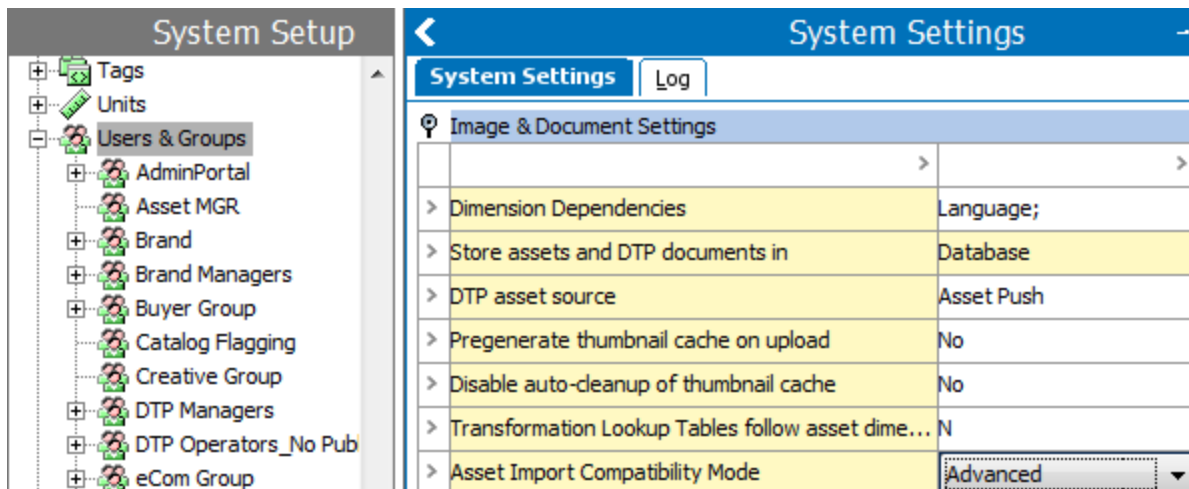 System Setup
Tags
Units
Users & Groups
AdminPortal
Asset MGR
Brand
Brand Managers
Buyer Group
Catalog Flagging
Creative Group
DTP Managers
DTP Operators_No Pub
eCom Group
System Settings
System Settings
Log
Image & Document Settings
Dimension Dependencies Language;
Store assets and DTP documents in Database
DTP asset source Asset Push
Pregenerate thumbnail cache on upload No
Disable auto-cleanup of thumbnail cache No
Transformation Lookup Tables follow asset dime... N
Asset Import Compatibility Mode Advanced